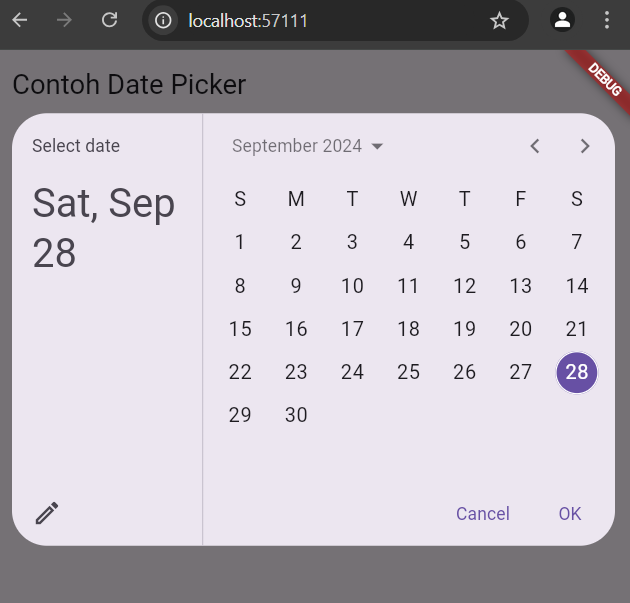 localhost:57111
DEBUG
Contoh Date Picker
Select date
Sat, Sep
28
September 2024
S M T W T F S
1 2 3 4 5 6 7
8 9 10 11 12 13 14
15 16 17 18 19 20 21
22 23 24 25 26 27 28
29 30
Cancel OK